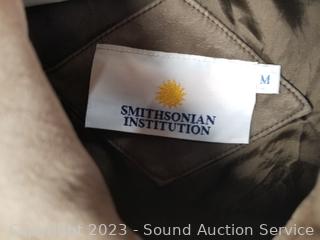 M
SMITHSONIAN
INSTITUTION
Copyright 2023 - Sound Auction Service